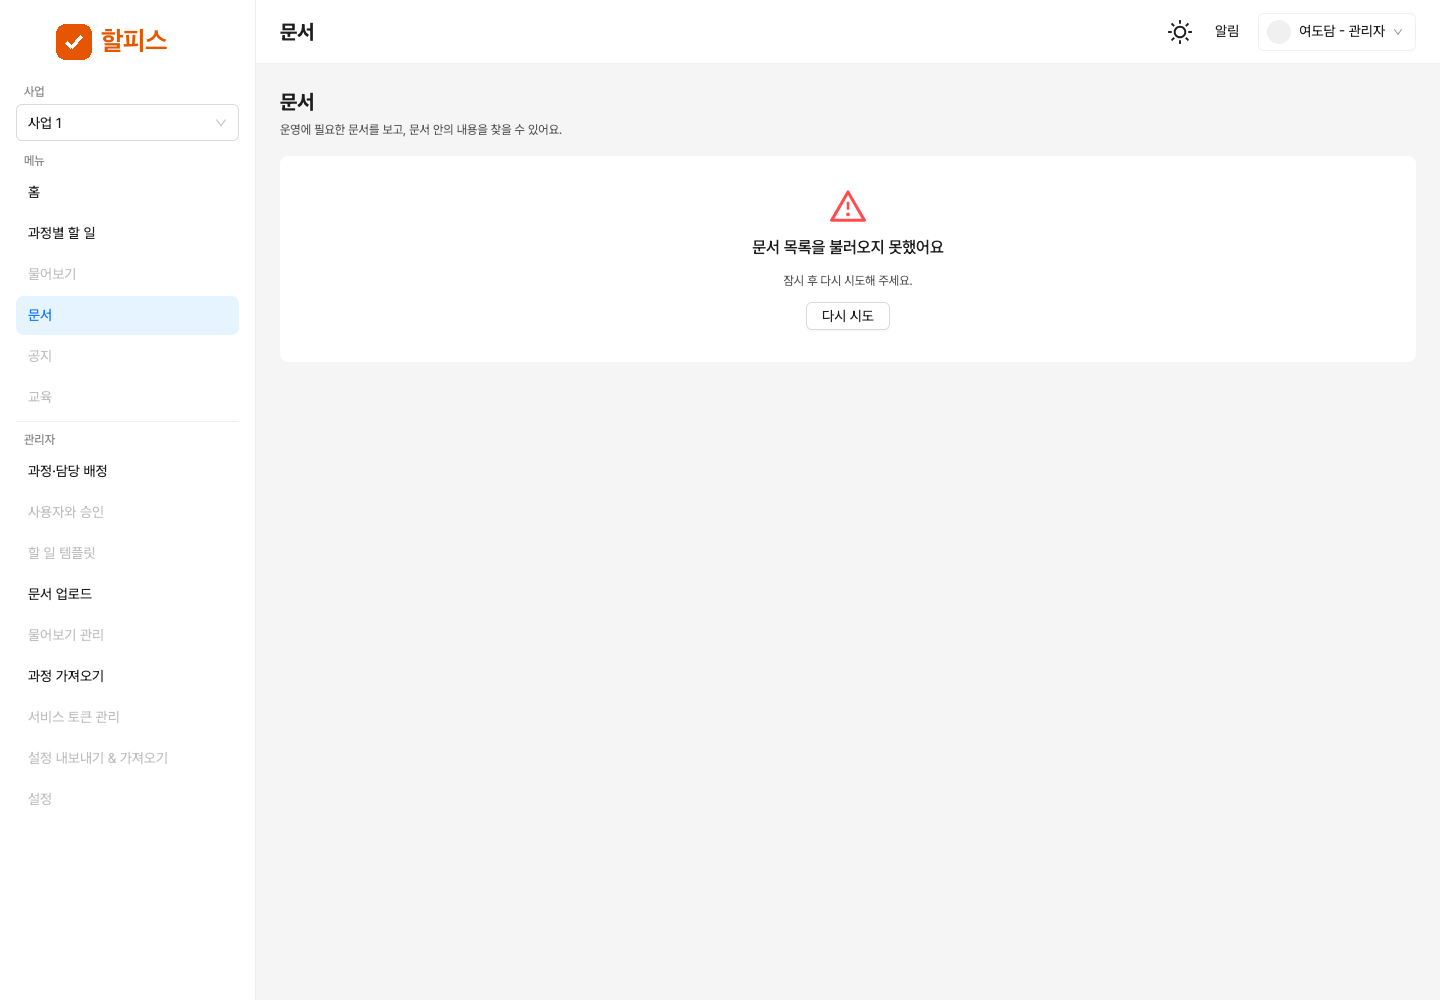 할피스
사업
사업 1
메뉴
홈
과정별 할 일
물어보기
문서
공지
교육
관리자
과정·담당 배정
사용자와 승인
할 일 템플릿
문서 업로드
물어보기 관리
과정 가져오기
서비스 토큰 관리
설정 내보내기 & 가져오기
설정
문서
알림
여도담 - 관리자
문서
운영에 필요한 문서를 보고, 문서 안의 내용을 찾을 수 있어요.
문서 목록을 불러오지 못했어요
잠시 후 다시 시도해 주세요.
다시 시도